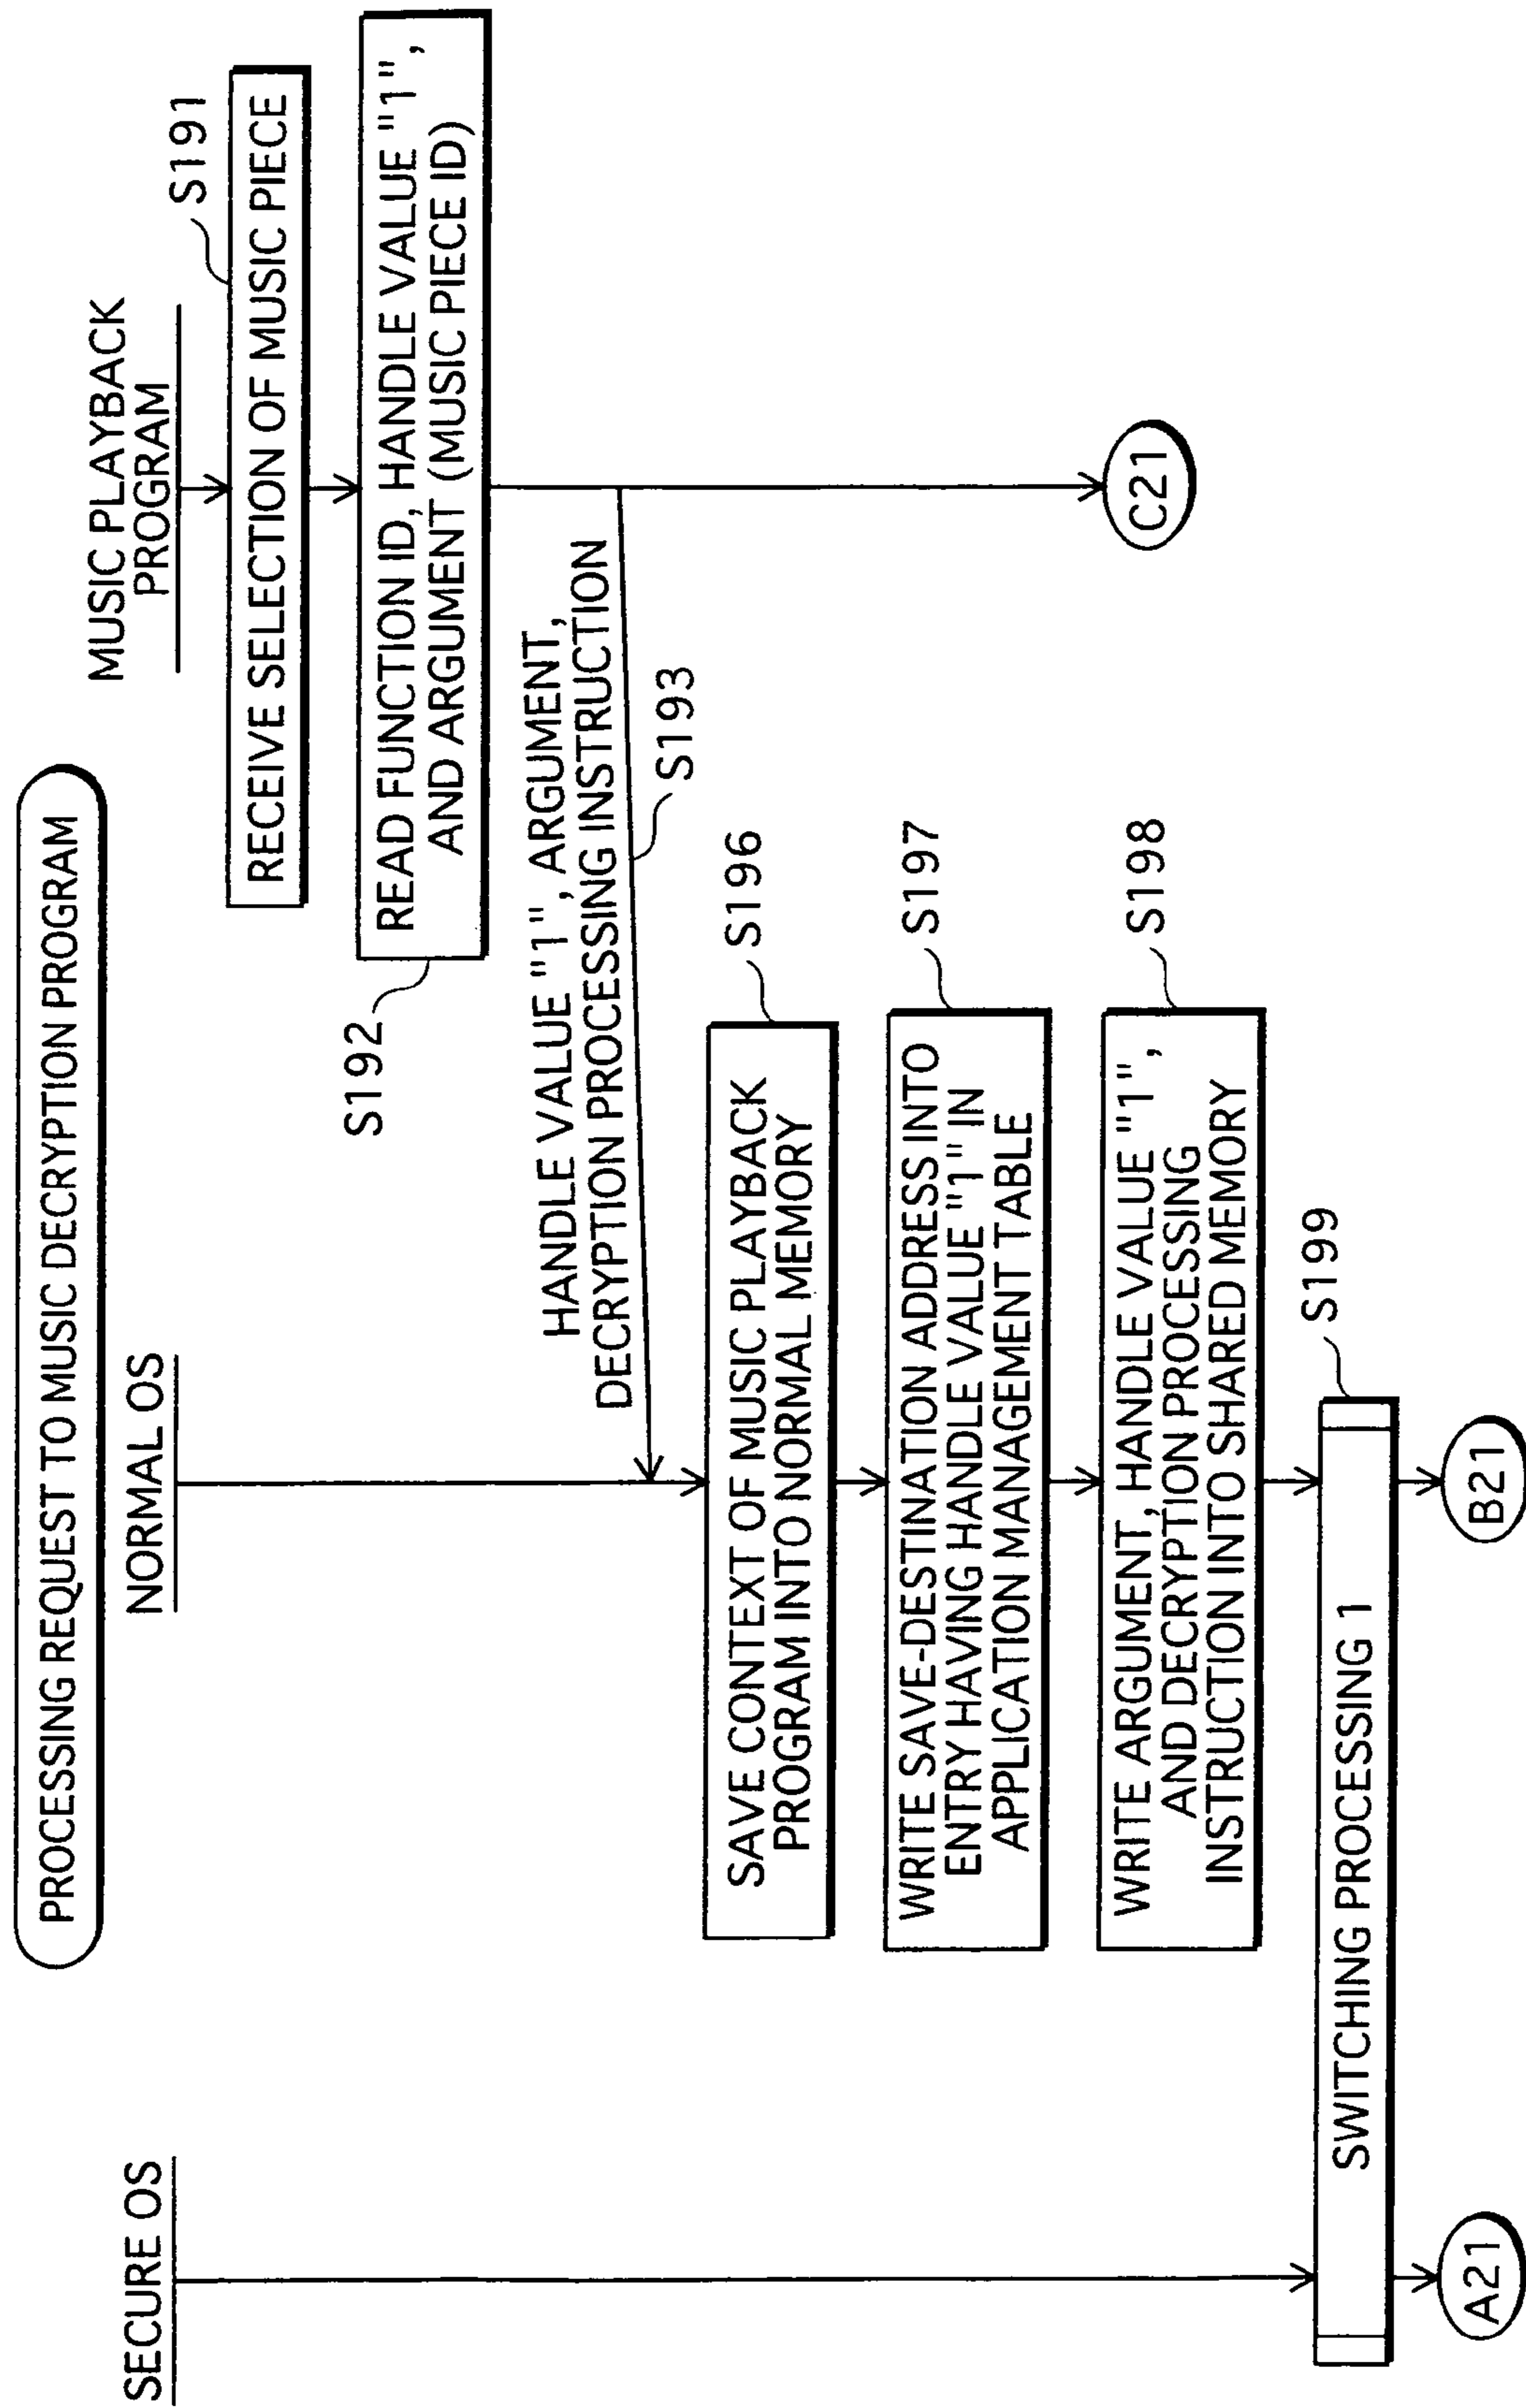 PROCESSING REQUEST TO MUSIC DECRYPTION PROGRAM
SECURE OS
NORMAL OS
MUSIC PLAYBACK
PROGRAM
RECEIVE SELECTION OF MUSIC PIECE
S191
READ FUNCTION ID, HANDLE VALUE "1",
AND ARGUMENT (MUSIC PIECE ID)
S192
HANDLE VALUE "1", ARGUMENT,
DECRYPTION PROCESSING INSTRUCTION
S193
SAVE CONTEXT OF MUSIC PLAYBACK
PROGRAM INTO NORMAL MEMORY
S196
WRITE SAVE-DESTINATION ADDRESS INTO
ENTRY HAVING HANDLE VALUE "1" IN
APPLICATION MANAGEMENT TABLE
S197
WRITE ARGUMENT, HANDLE VALUE "1",
AND DECRYPTION PROCESSING
INSTRUCTION INTO SHARED MEMORY
S198
SWITCHING PROCESSING 1
S199
A21
B21
C21